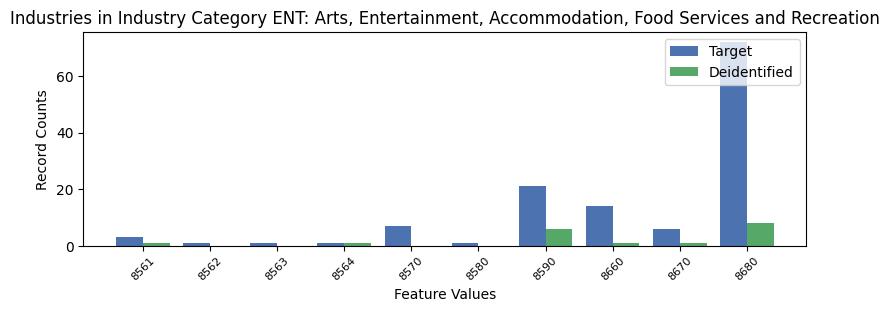 Industries in Industry Category ENT: Arts, Entertainment, Accommodation, Food Services and Recreation
Target
Deidentified
Record Counts
60
40
20
0
8561
8562
8563
8564
8570
8580
8590
8660
8670
8680
Feature Values